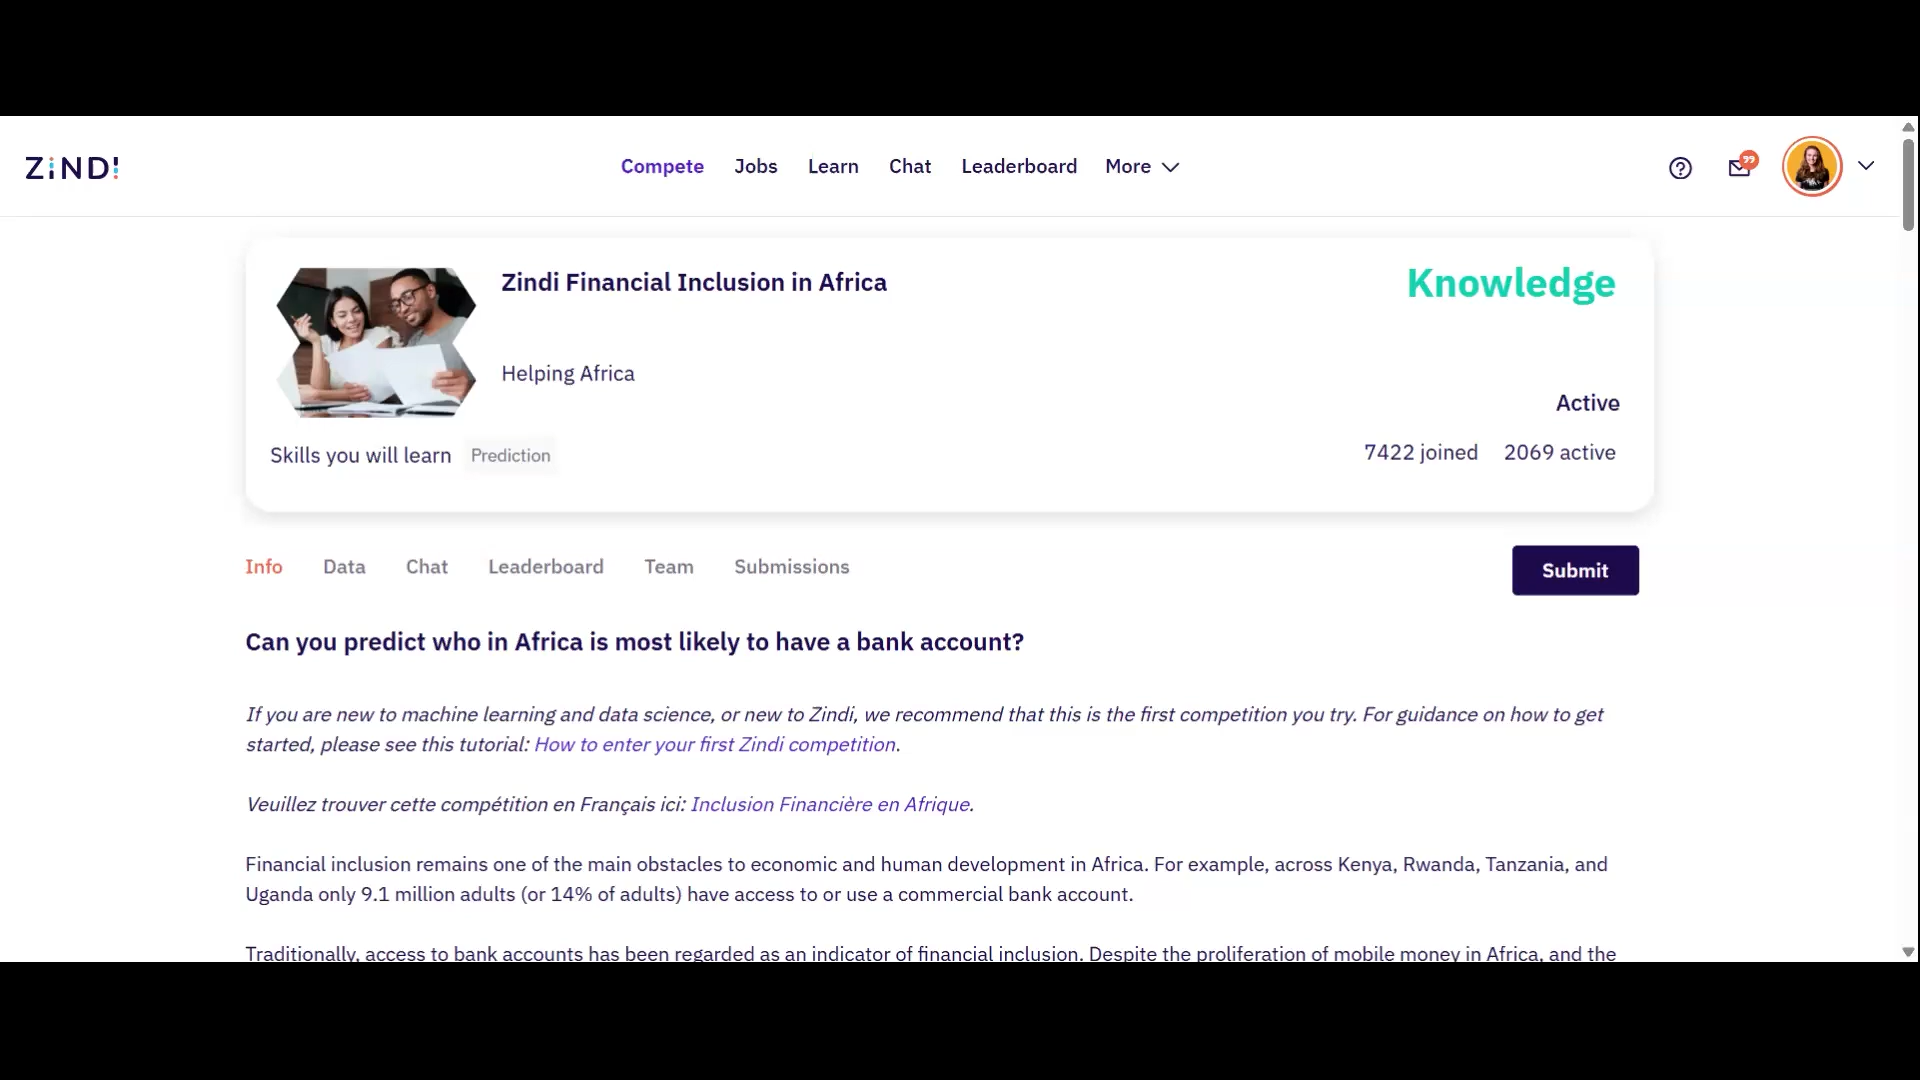 ZiNDi
Compete Jobs Learn Chat Leaderboard More
99
Zindi Financial Inclusion in Africa
Knowledge
Helping Africa
Active
Skills you will learn Prediction
7422 joined 2069 active
Info Data Chat Leaderboard Team Submissions
Submit
Can you predict who in Africa is most likely to have a bank account?
If you are new to machine learning and data science, or new to Zindi, we recommend that this is the first competition you try. For guidance on how to get
started, please see this tutorial: How to enter your first Zindi competition.
Veuillez trouver cette compétition en Français ici: Inclusion Financière en Afrique.
Financial inclusion remains one of the main obstacles to economic and human development in Africa. For example, across Kenya, Rwanda, Tanzania, and
Uganda only 9.1 million adults (or 14% of adults) have access to or use a commercial bank account.
Traditionally, access to bank accounts has been regarded as an indicator of financial inclusion. Despite the proliferation of mobile money in Africa, and the